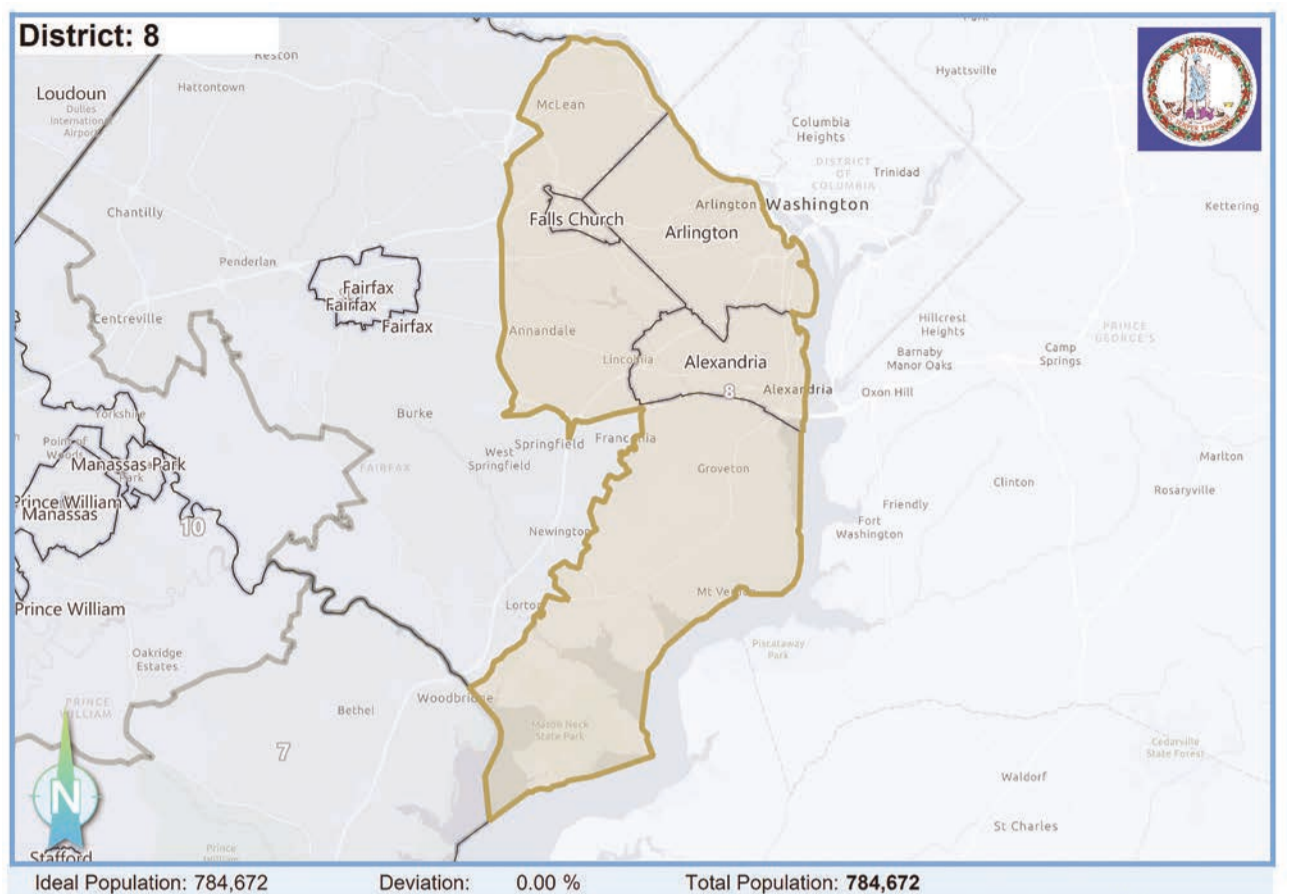 District: 8
Park
Reston
Hattontown
Hyattsville
Loudoun
Dulles
International
Airport
McLean
Columbia
Heights
DISTRICT
OF
COLUMBIA
Trinidad
VIRGINIA
SIC SEMPER TYRANNIS
Chantilly
Falls Church
Arlington
Arlington
Washington
Kettering
Penderlan
Fairfax
Fairfax
Fairfax
Centreville
Annandale
Lincolnia
Alexandria
8
Alexandria
Hillcrest
Heights
Barnaby
Manor Oaks
Camp
Springs
PRINCE
GEORGE'S
Oxon Hill
Yorkshire
Burke
Point of
Woods
Manassas Park
Park
FAIRFAX
West
Springfield
Springfield
Franconia
Groveton
Marlton
Prince William
Manassas
10
Clinton
Rosaryville
Newington
Friendly
Fort
Washington
Prince William
Lorton
Mt Vernon
Oakridge
Estates
Piscataway
Park
PRINCE
WILLIAM
Bethel
Woodbridge
Mason Neck
State Park
7
Cedarville
State Forest
N
Waldorf
St Charles
Stafford
Prince
William
Ideal Population: 784,672 Deviation: 0.00 % Total Population: 784,672